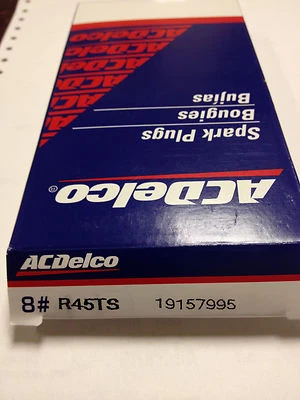 ACDelco
Spark Plugs
Bougies
Bujías
ACDelco®
ACDelco
8# R45TS 19157995